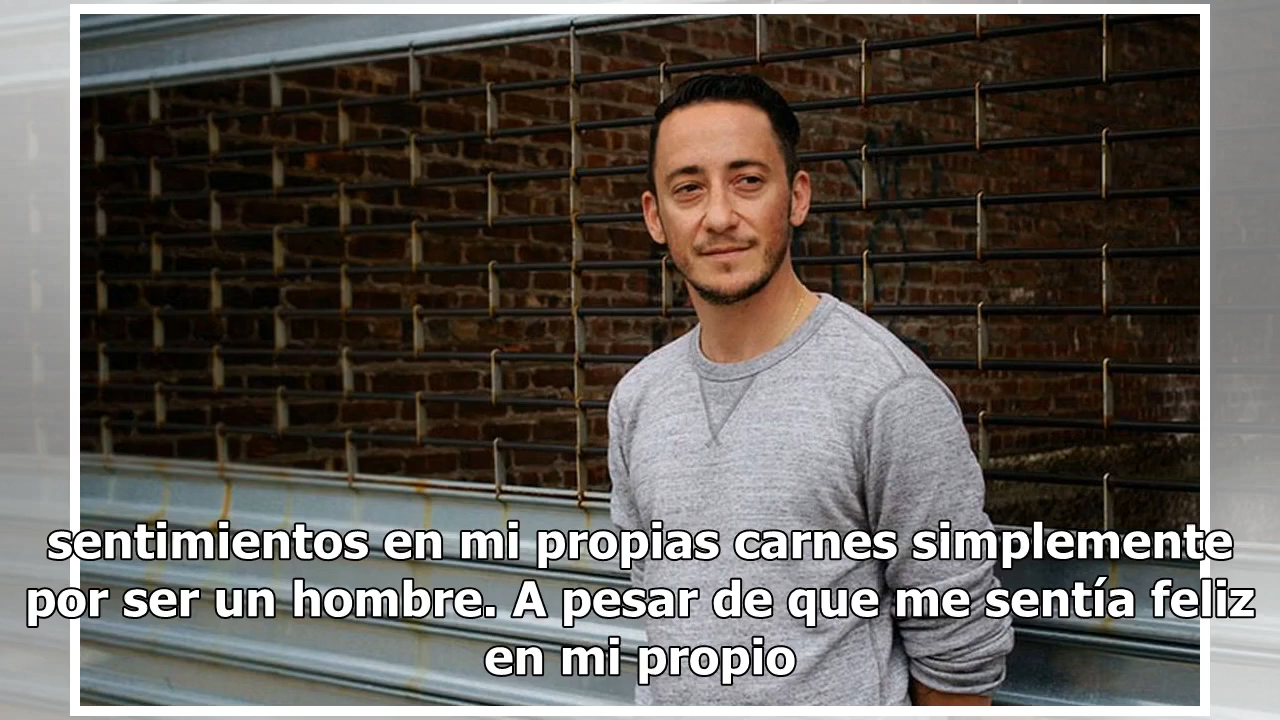 sentimientos en mi propias carnes simplemente
por ser un hombre. A pesar de que me sentía feliz
en mi propio